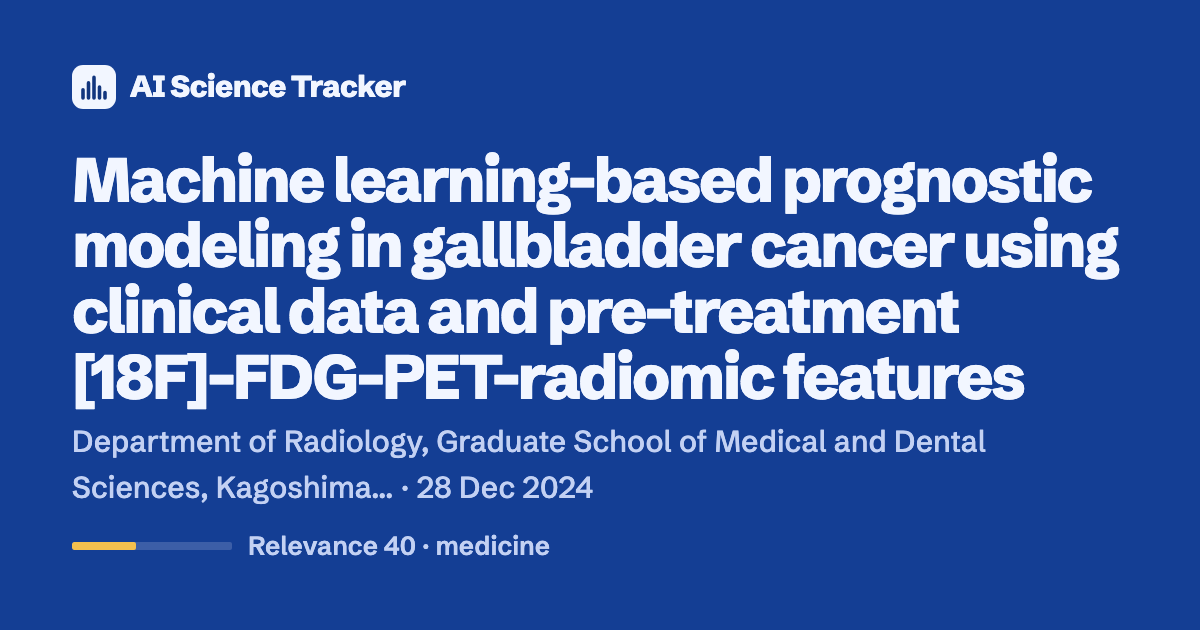 AI Science Tracker
Machine learning-based prognostic
modeling in gallbladder cancer using
clinical data and pre-treatment
[18F]-FDG-PET-radiomic features
Department of Radiology, Graduate School of Medical and Dental
Sciences, Kagoshima... · 28 Dec 2024
Relevance 40 · medicine